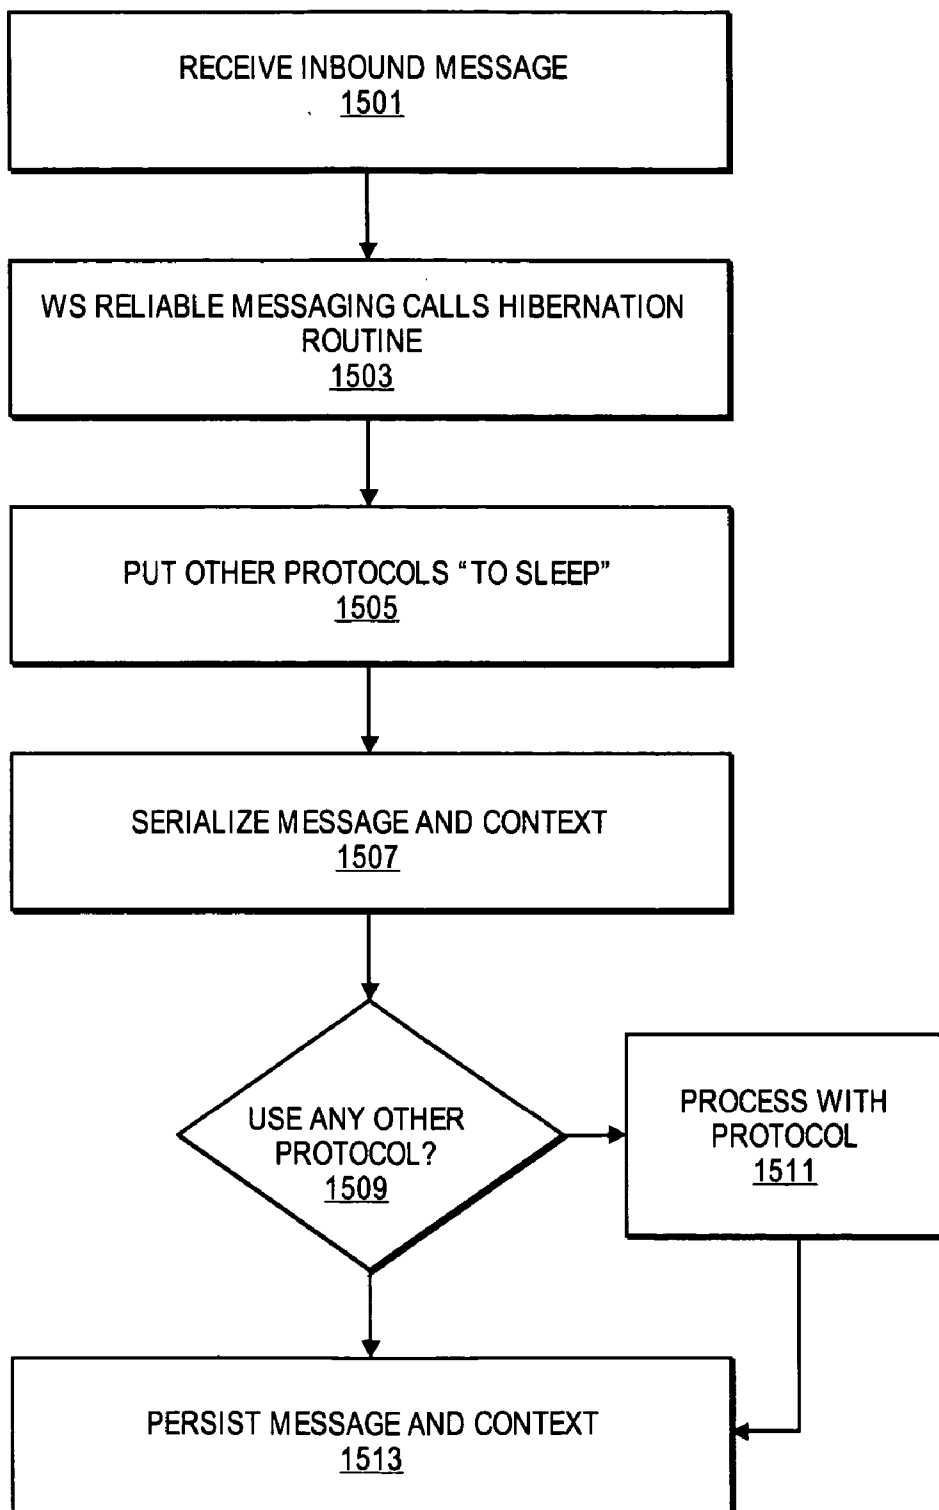 RECEIVE INBOUND MESSAGE
1501
WS RELIABLE MESSAGING CALLS HIBERNATION
ROUTINE
1503
PUT OTHER PROTOCOLS “TO SLEEP”
1505
SERIALIZE MESSAGE AND CONTEXT
1507
USE ANY OTHER
PROTOCOL?
1509
PROCESS WITH
PROTOCOL
1511
PERSIST MESSAGE AND CONTEXT
1513